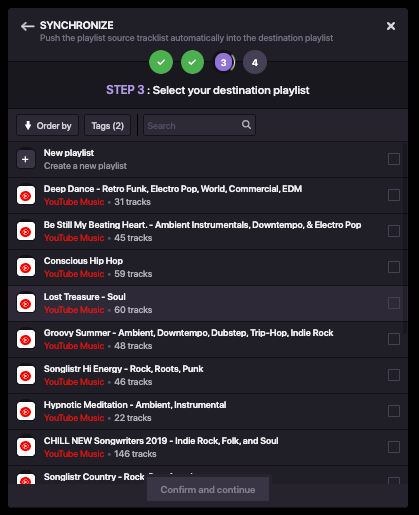 SYNCHRONIZE
Push the playlist source tracklist automatically into the destination playlist
3
4
STEP 3 : Select your destination playlist
Order by
Tags (2)
Search
New playlist
Create a new playlist
Deep Dance - Retro Funk, Electro Pop, World, Commercial, EDM
YouTube Music • 31 tracks
Be Still My Beating Heart. - Ambient Instrumentals, Downtempo, & Electro Pop
YouTube Music • 45 tracks
Conscious Hip Hop
YouTube Music • 59 tracks
Lost Treasure - Soul
YouTube Music • 60 tracks
Groovy Summer - Ambient, Downtempo, Dubstep, Trip-Hop, Indie Rock
YouTube Music • 48 tracks
Songlistr Hi Energy - Rock, Roots, Punk
YouTube Music • 46 tracks
Hypnotic Meditation - Ambient, Instrumental
YouTube Music • 22 tracks
CHILL NEW Songwriters 2019 - Indie Rock, Folk, and Soul
YouTube Music • 146 tracks
Songlistr Country - Rock,
Confirm and continue